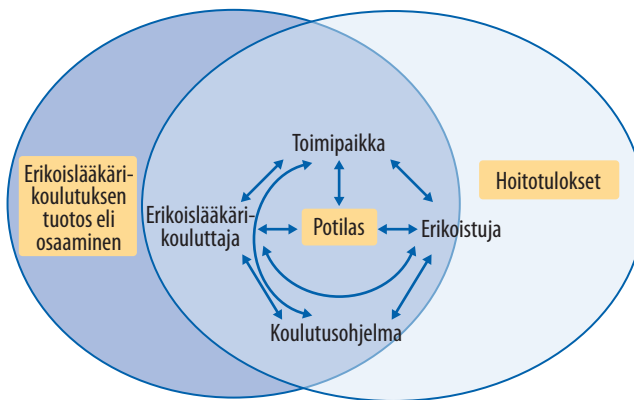 Erikoislääkäri-
koulutuksen
tuotos eli
osaaminen
Toimipaikka
Erikoislääkäri-
kouluttaja
Potilas
Erikoistuja
Koulutusohjelma
Hoitotulokset